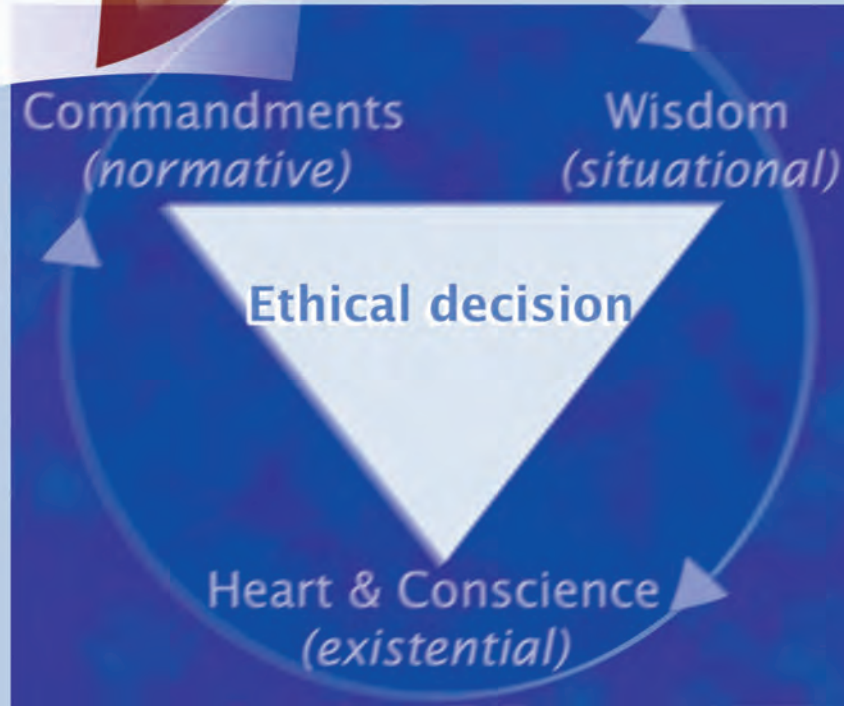 Commandments
(normative)
Wisdom
(situational)
Ethical decision
Heart & Conscience
(existential)